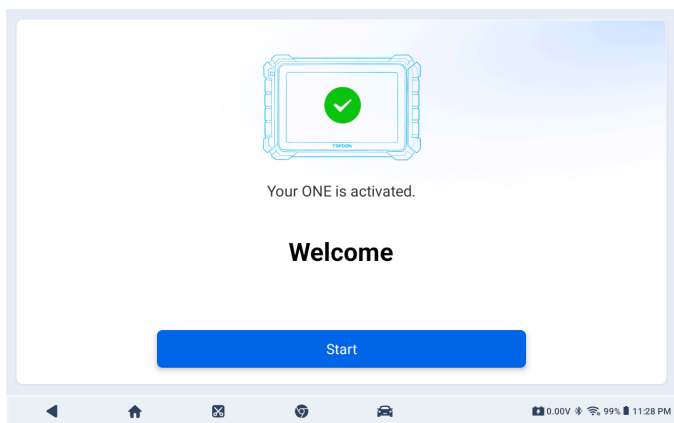 TOPDON
Your ONE is activated.
Welcome
Start
0.00V 99% 11:28 PM